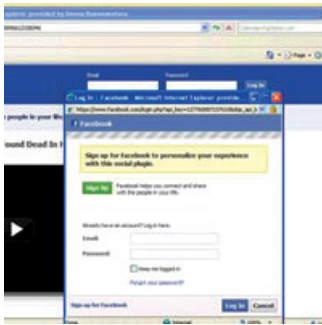 Explorer provided by
Email
Password
Log In
Log In | Facebook - Microsoft Internet Explorer provide
Facebook
people in your life
Sign up for Facebook to personalize your experience
with this social plugin.
ound Dead In H
Sign Up
Facebook helps you connect and share
with the people in your life.
Already have an account? Log in here.
Email:
Password:
Keep me logged in
Forgot your password?
Sign up for Facebook
Log In
Cancel
Internet